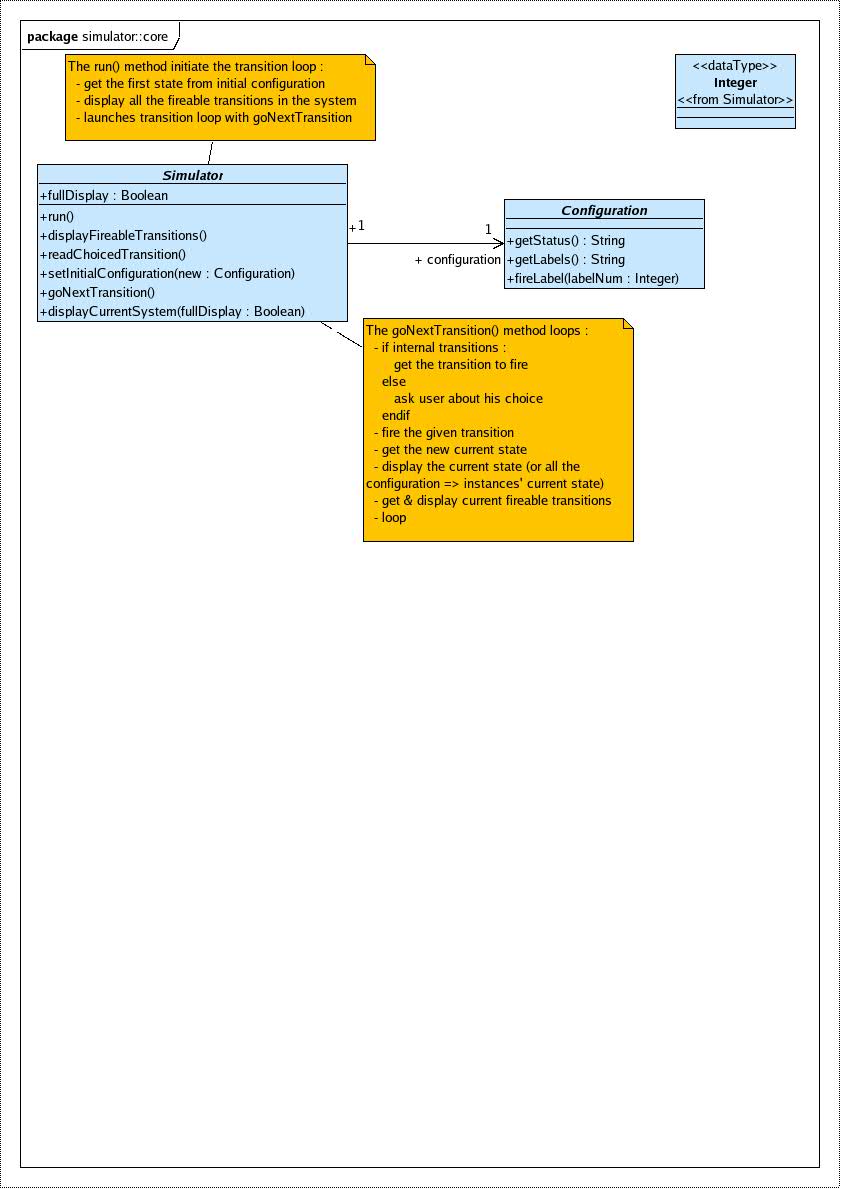 package simulator::core
The run() method initiate the transition loop :
- get the first state from initial configuration
- display all the fireable transitions in the system
- launches transition loop with goNextTransition
<<dataType>>
Integer
<<from Simulator>>
Simulator
+fullDisplay : Boolean
+run()
+displayFireableTransitions()
+readChoicedTransition()
+setInitialConfiguration(new : Configuration)
+goNextTransition()
+displayCurrentSystem(fullDisplay : Boolean)
+1
1
+ configuration
Configuration
+getStatus() : String
+getLabels() : String
+fireLabel(labelNum : Integer)
The goNextTransition() method loops :
- if internal transitions :
get the transition to fire
else
ask user about his choice
endif
- fire the given transition
- get the new current state
- display the current state (or all the
configuration => instances' current state)
- get & display current fireable transitions
- loop